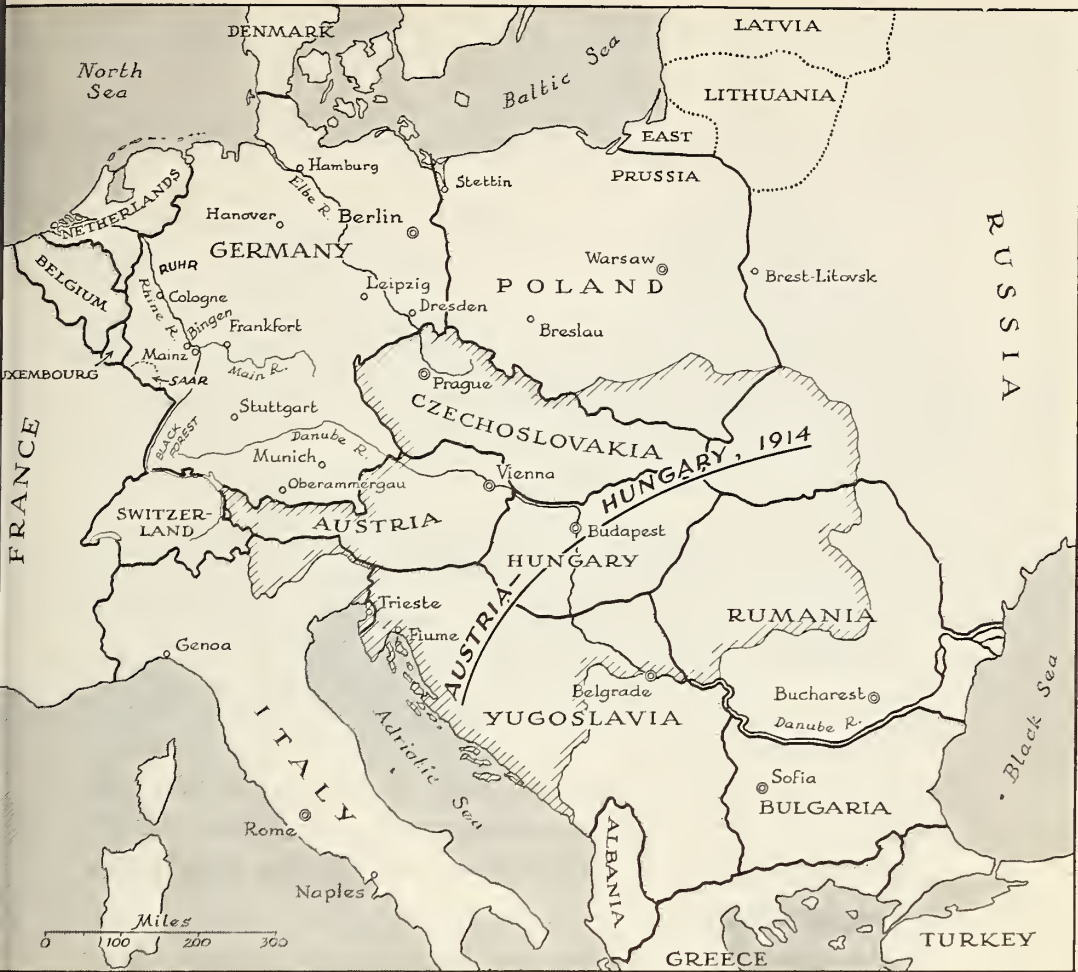 DENMARK
LATVIA
North
Sea
Baltic Sea
LITHUANIA
EAST
PRUSSIA
Hamburg
Elbe R.
Stettin
NETHERLANDS
Hanover
Berlin
GERMANY
RUSSIA
BELGIUM
RUHR
Rhine R.
Cologne
Bingen
Leipzig
Warsaw
POLAND
Brest-Litovsk
Dresden
Breslau
Frankfort
Mainz
Main R.
UXEMBOURG
SAAR
Prague
CZECHOSLOVAKIA
FRANCE
Stuttgart
BLACK
FOREST
Danube R.
Munich
Oberammergau
Vienna
AUSTRIA-HUNGARY, 1914
SWITZER-
LAND
AUSTRIA
Budapest
HUNGARY
Trieste
Fiume
RUMANIA
Genoa
Belgrade
Bucharest
YUGOSLAVIA
Danube R.
Black Sea
ITALY
Adriatic Sea
Sofia
BULGARIA
Rome
ALBANIA
Naples
Miles
0 100 200 300
GREECE
TURKEY